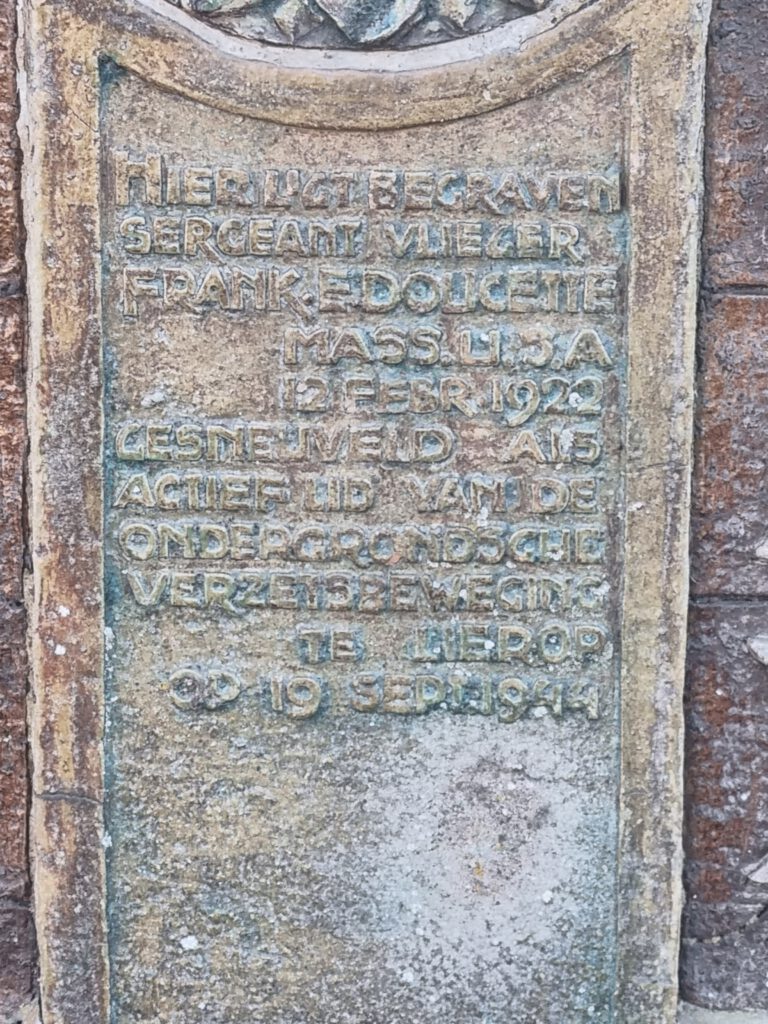 HIER LIGT BEGRAVEN
SERGEANT VLIEGER
FRANK.E.DOUCETTE
MASS.U.S.A
12 FEBR.1922
GESNEUVELD ALS
ACTIEF LID VAN DE
ONDERGRONDSCHE
VERZETSBEWEGING
TE LIEROP
OP 19 SEPT.1944